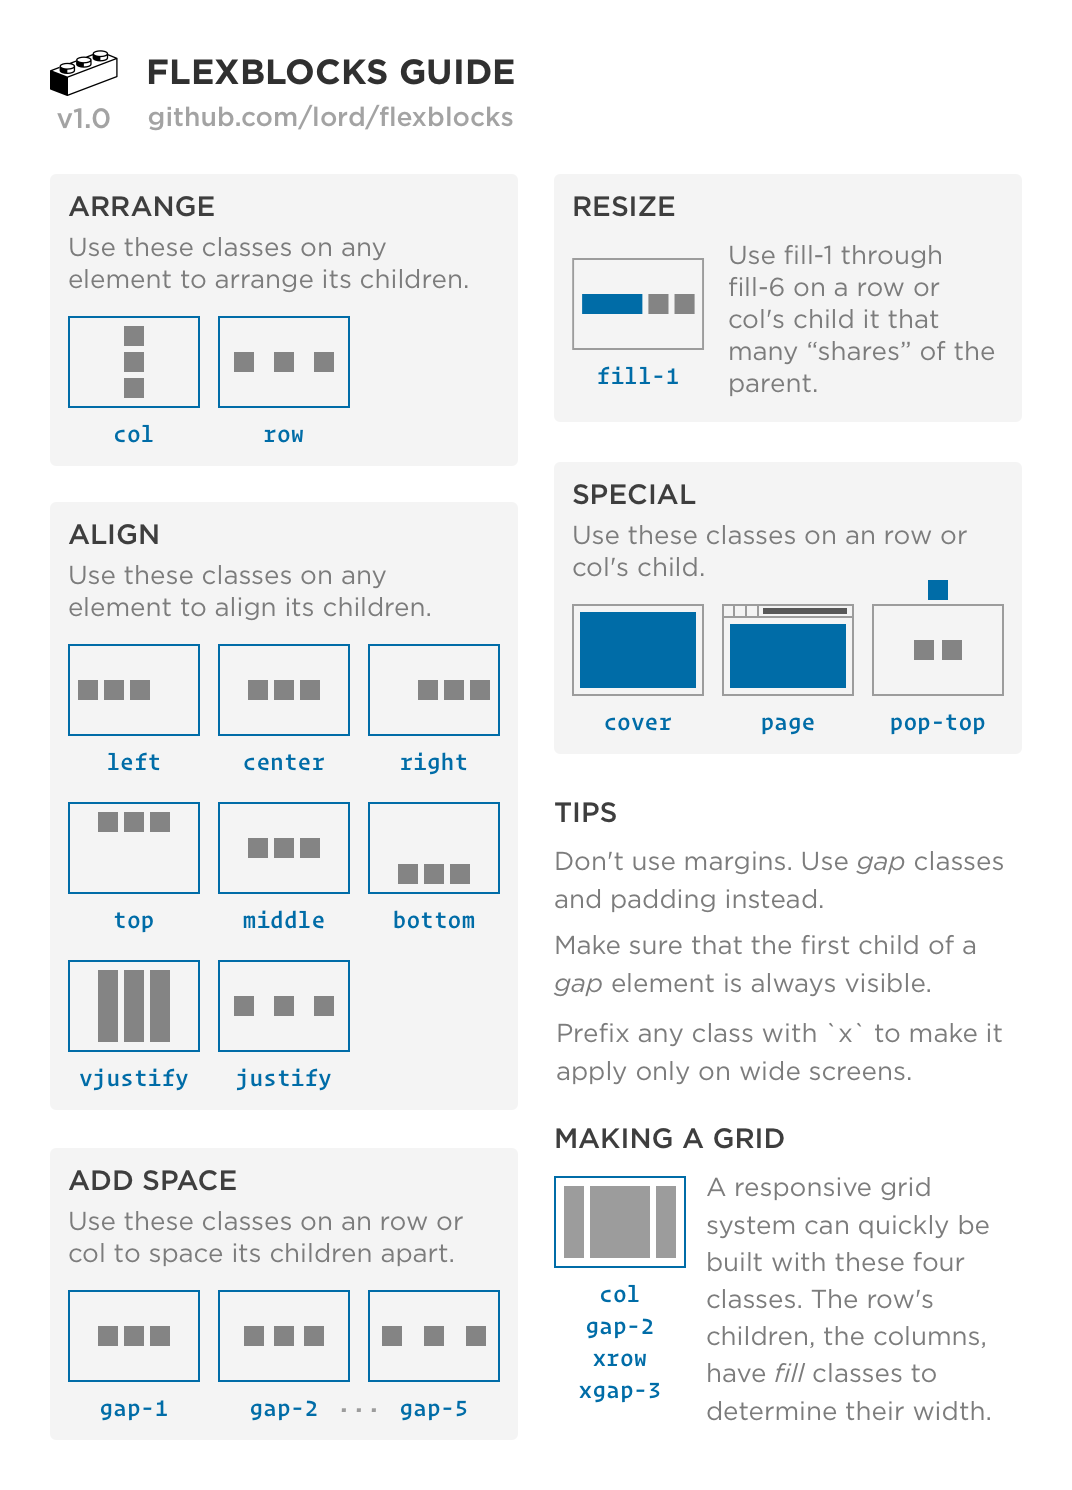 FLEXBLOCKS GUIDE
v1.0 github.com/lord/flexblocks
ARRANGE
Use these classes on any
element to arrange its children.
col row
ALIGN
Use these classes on any
element to align its children.
left center right
top middle bottom
vjustify justify
ADD SPACE
Use these classes on an row or
col to space its children apart.
gap-1 gap-2 ... gap-5
RESIZE
Use fill-1 through
fill-6 on a row or
col's child it that
many “shares” of the
parent.
fill-1
SPECIAL
Use these classes on an row or
col's child.
cover page pop-top
TIPS
Don't use margins. Use gap classes
and padding instead.
Make sure that the first child of a
gap element is always visible.
Prefix any class with `x` to make it
apply only on wide screens.
MAKING A GRID
col
gap-2
xrow
xgap-3
A responsive grid
system can quickly be
built with these four
classes. The row's
children, the columns,
have fill classes to
determine their width.